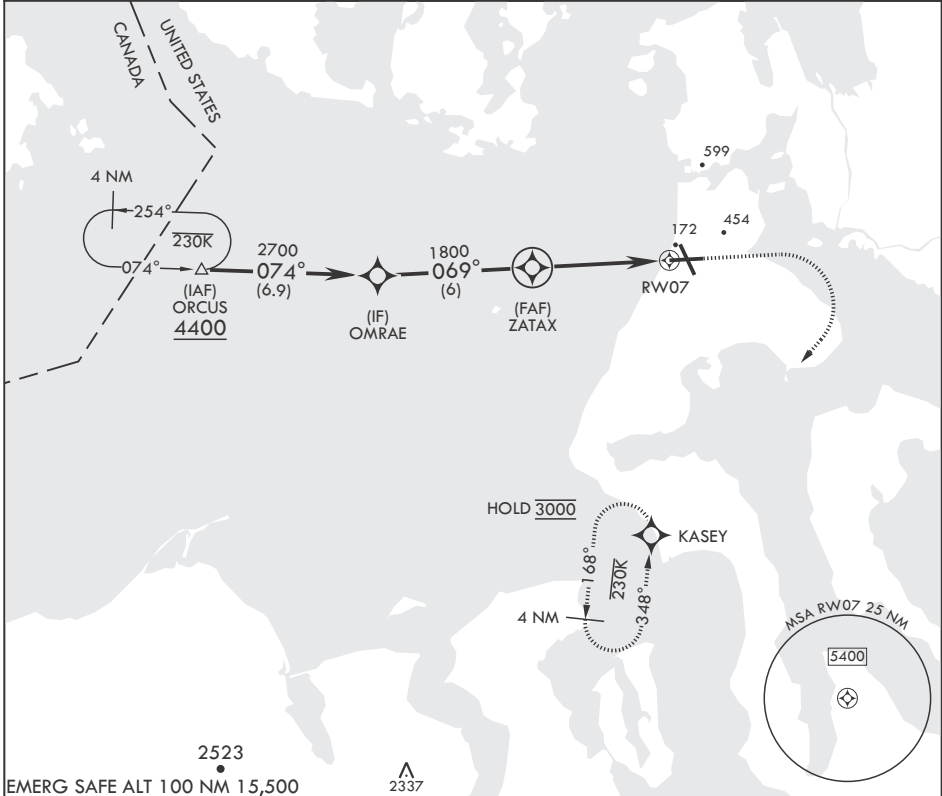 UNITED STATES
CANADA
599
4 NM
172
454
254°
230K
074°
2700
074°
(6.9)
1800
069°
(6)
RW07
(IAF)
ORCUS
4400
(IF)
OMRAE
(FAF)
ZATAX
HOLD 3000
KASEY
168°
230K
348°
4 NM
MSA RW07 25 NM
5400
2523
2337
EMERG SAFE ALT 100 NM 15,500